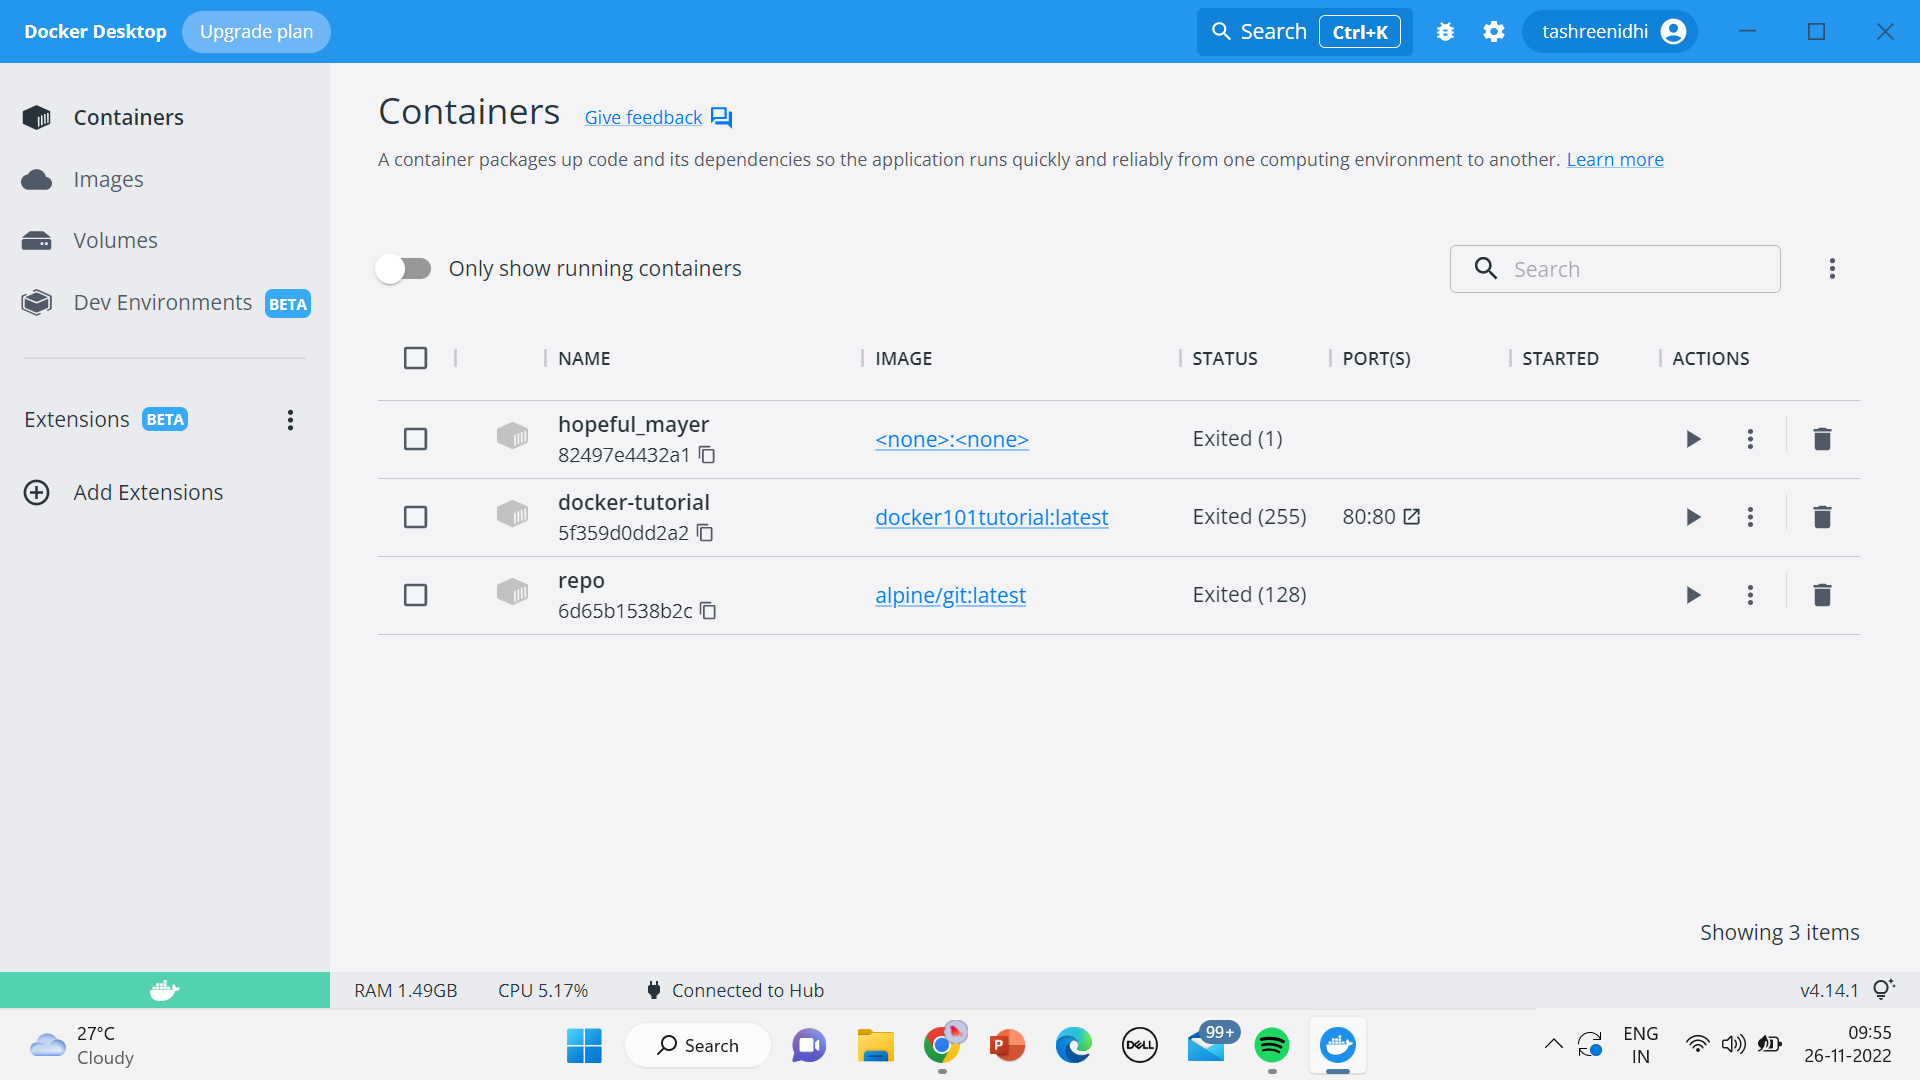 Docker Desktop Upgrade plan Search Ctrl+K tashreenidhi
Containers
Images
Volumes
Dev Environments BETA
Extensions BETA
Add Extensions
Containers Give feedback
A container packages up code and its dependencies so the application runs quickly and reliably from one computing environment to another. Learn more
Only show running containers Search
NAME IMAGE STATUS PORT(S) STARTED ACTIONS
hopeful_mayer
82497e4432a1
<none>:<none> Exited (1)
docker-tutorial
5f359d0dd2a2
docker101tutorial:latest Exited (255) 80:80
repo
6d65b1538b2c
alpine/git:latest Exited (128)
Showing 3 items
RAM 1.49GB CPU 5.17% Connected to Hub v4.14.1
27°C
Cloudy
Search
P
DELL
99+
ENG
IN
09:55
26-11-2022